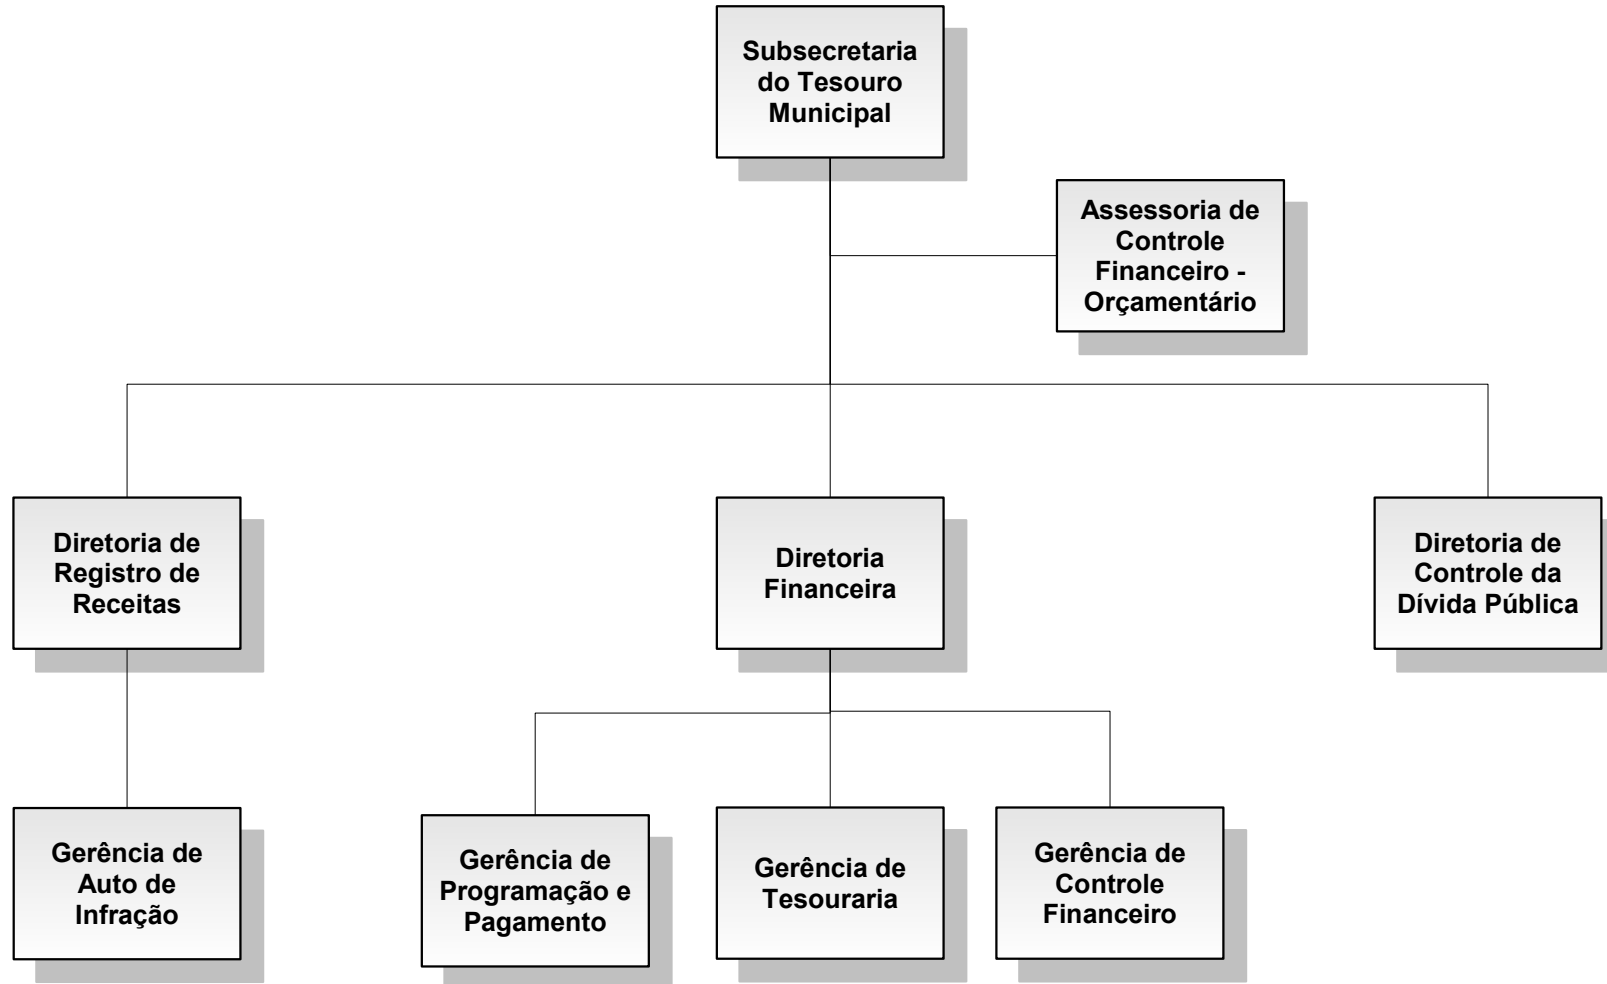 Subsecretaria
do Tesouro
Municipal
Assessoria de
Controle
Financeiro -
Orçamentário
Diretoria de
Registro de
Receitas
Diretoria
Financeira
Diretoria de
Controle da
Dívida Pública
Gerência de
Auto de
Infração
Gerência de
Programação e
Pagamento
Gerência de
Tesouraria
Gerência de
Controle
Financeiro